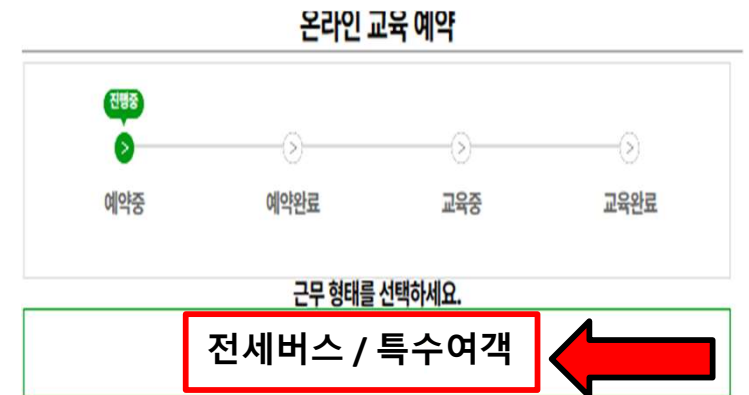 온라인 교육 예약
진행중
예약중 예약완료 교육중 교육완료
근무 형태를 선택하세요.
전세버스 / 특수여객